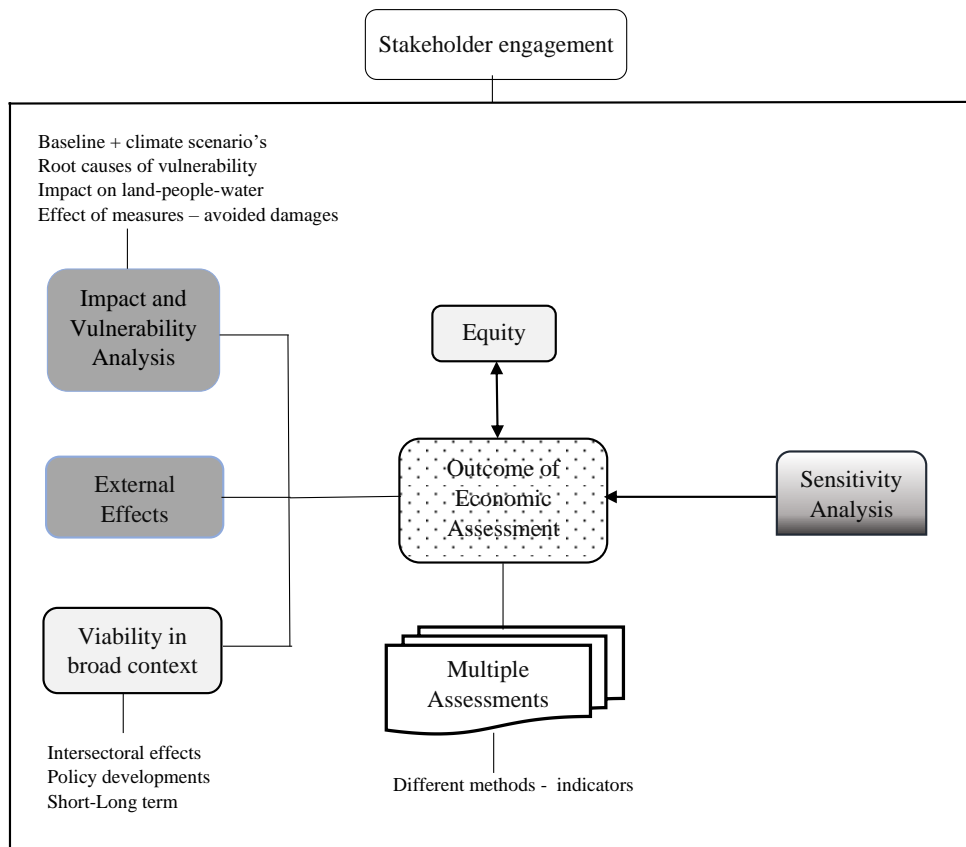 Stakeholder engagement
Baseline + climate scenario’s
Root causes of vulnerability
Impact on land-people-water
Effect of measures – avoided damages
Impact and
Vulnerability
Analysis
Equity
External
Effects
Outcome of
Economic
Assessment
Sensitivity
Analysis
Viability in
broad context
Multiple
Assessments
Intersectoral effects
Policy developments
Short-Long term
Different methods - indicators